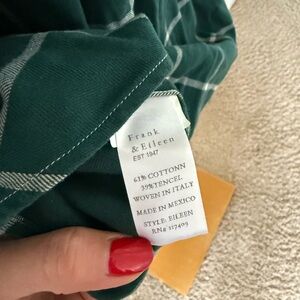 Frank
& Eileen
EST 1947
61% COTTONN
39% TENCEL
WOVEN IN ITALY
MADE IN MEXICO
STYLE: EILEEN
RN# 117409